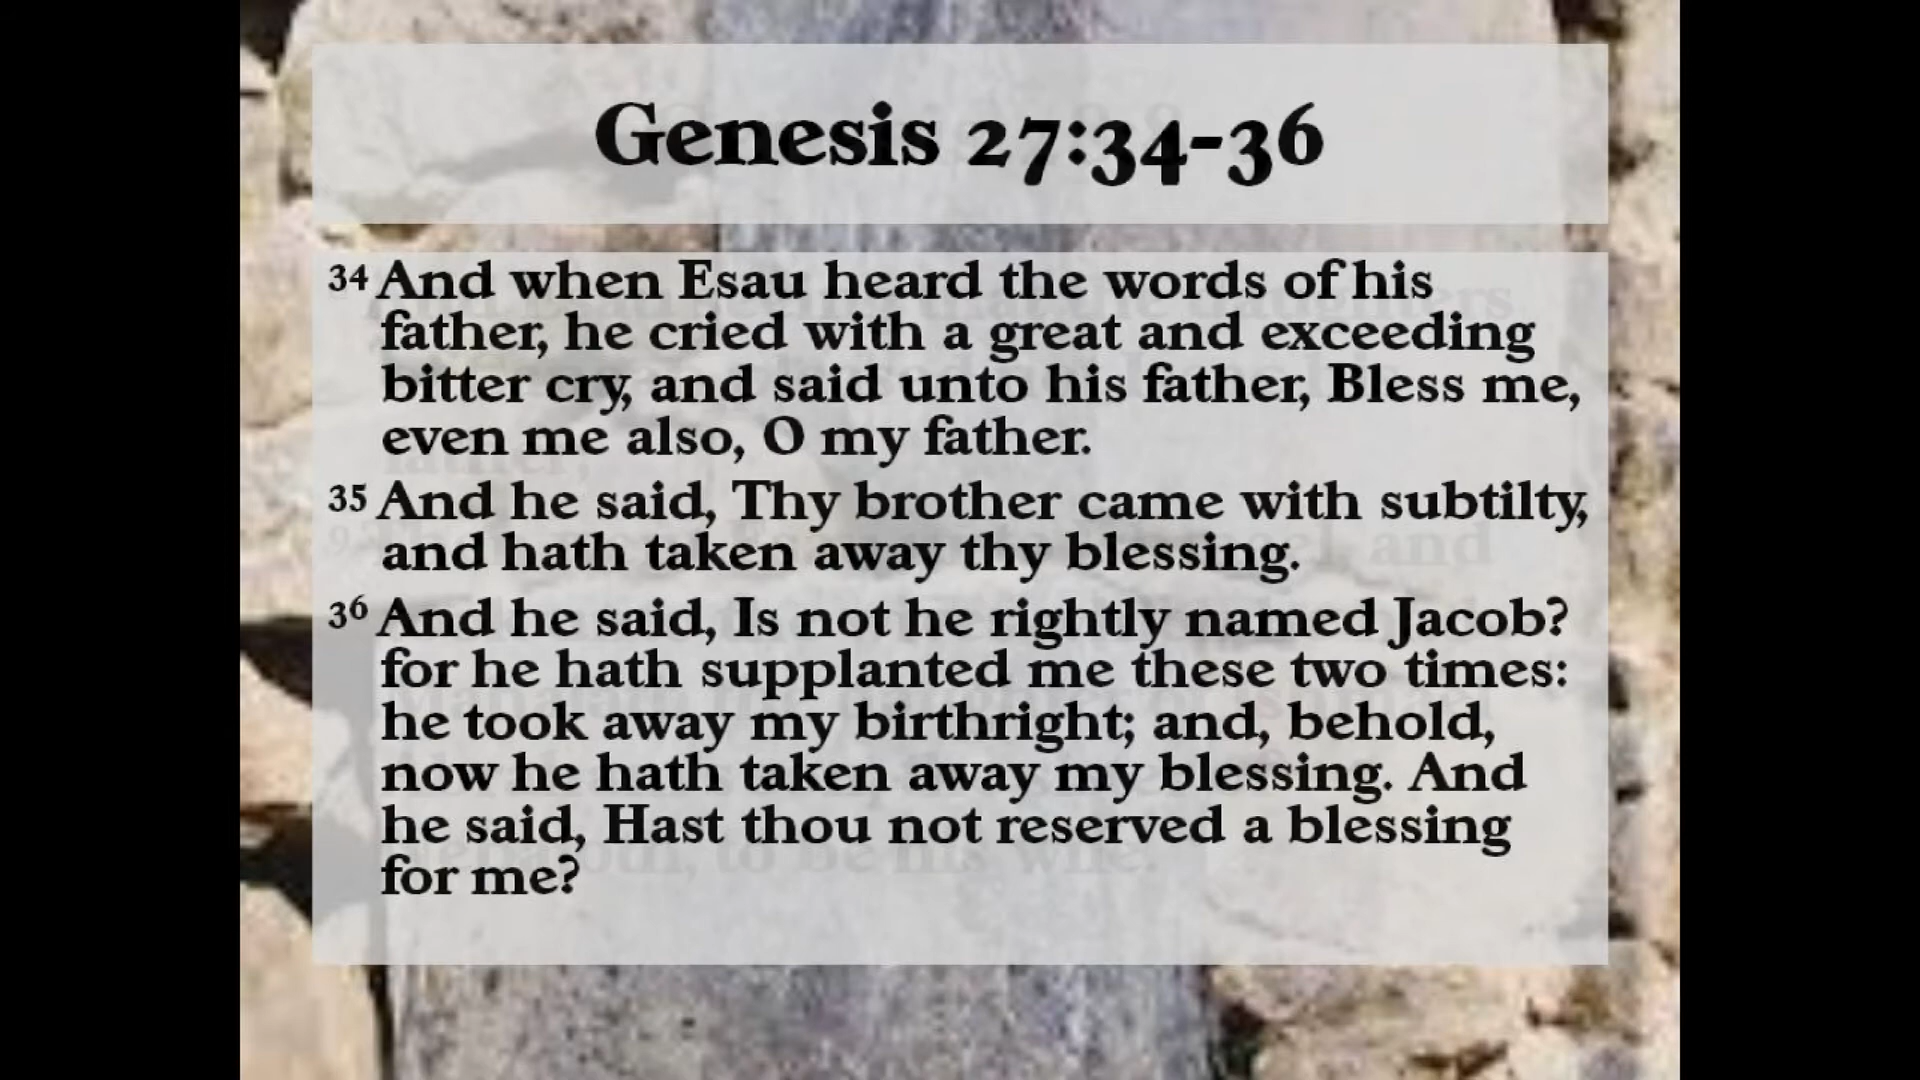 Genesis 27:34-36
34 And when Esau heard the words of his
father, he cried with a great and exceeding
bitter cry, and said unto his father, Bless me,
even me also, O my father.
35 And he said, Thy brother came with subtilty,
and hath taken away thy blessing.
36 And he said, Is not he rightly named Jacob?
for he hath supplanted me these two times:
he took away my birthright; and, behold,
now he hath taken away my blessing. And
he said, Hast thou not reserved a blessing
for me?